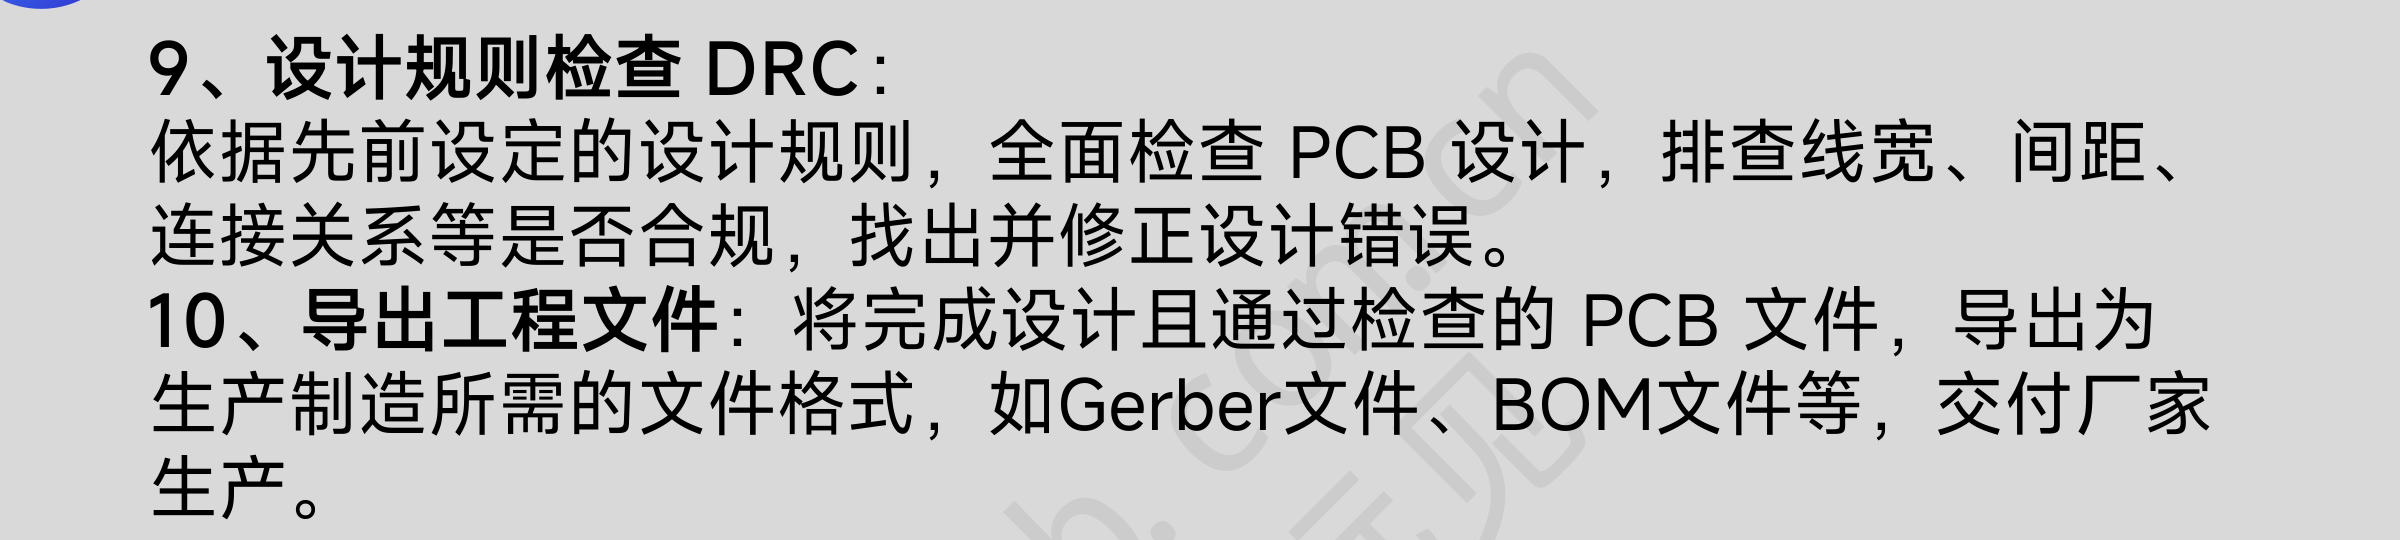 9、设计规则检查 DRC：
依据先前设定的设计规则，全面检查 PCB 设计，排查线宽、间距、
连接关系等是否合规，找出并修正设计错误。
10、导出工程文件：将完成设计且通过检查的 PCB 文件，导出为
生产制造所需的文件格式，如Gerber文件、BOM文件等，交付厂家
生产。